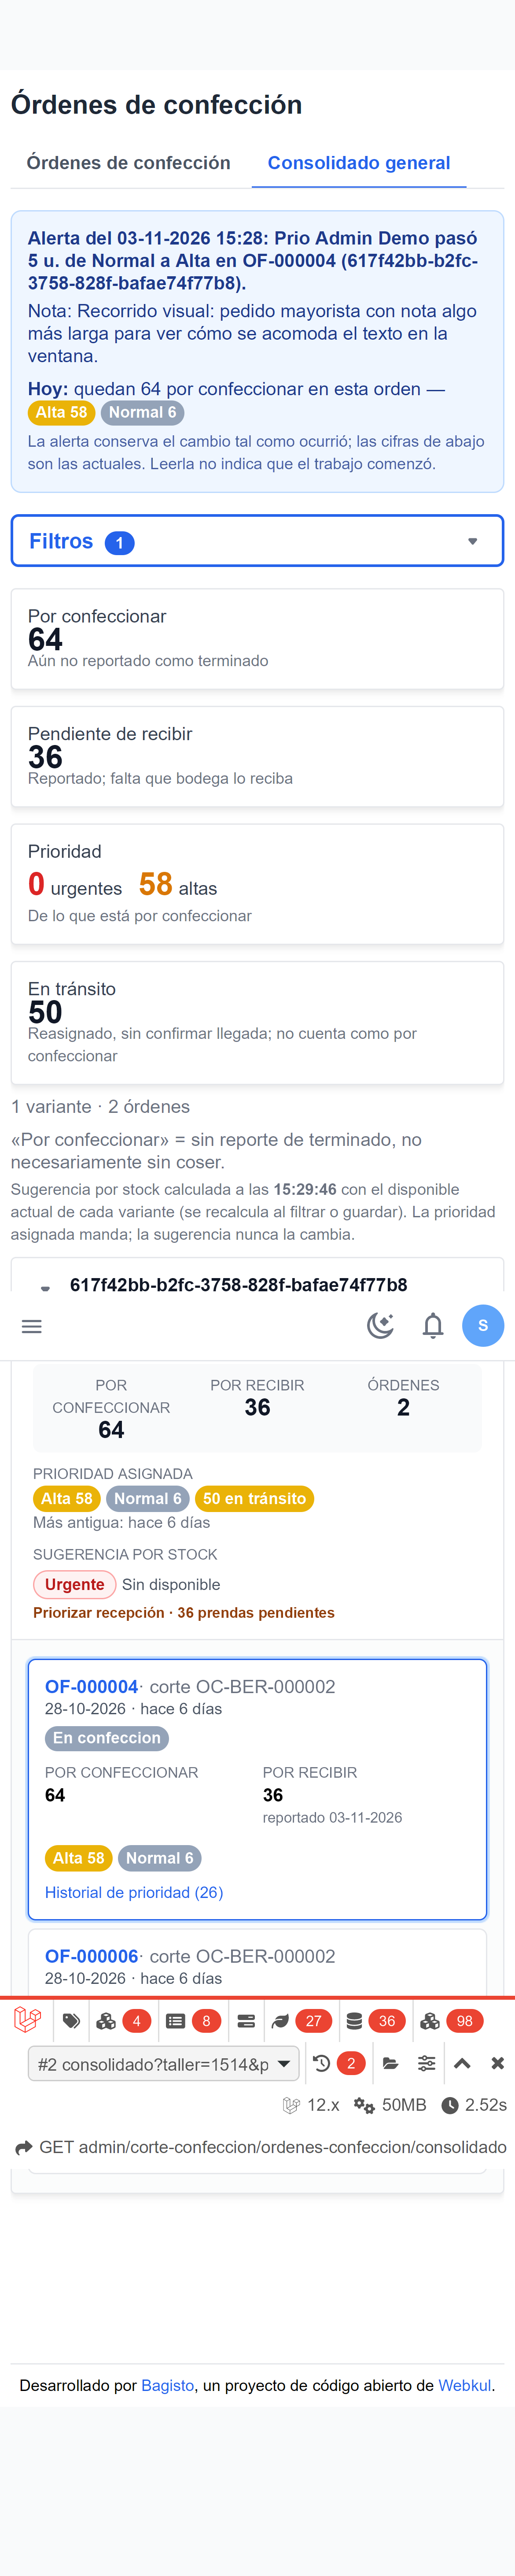 Órdenes de confección
Órdenes de confección
Consolidado general
Alerta del 03-11-2026 15:28: Prio Admin Demo pasó
5 u. de Normal a Alta en OF-000004 (617f42bb-b2fc-
3758-828f-bafae74f77b8).
Nota: Recorrido visual: pedido mayorista con nota algo
más larga para ver cómo se acomoda el texto en la
ventana.
Hoy: quedan 64 por confeccionar en esta orden —
Alta 58 Normal 6
La alerta conserva el cambio tal como ocurrió; las cifras de abajo
son las actuales. Leerla no indica que el trabajo comenzó.
Filtros 1
Por confeccionar
64
Aún no reportado como terminado
Pendiente de recibir
36
Reportado; falta que bodega lo reciba
Prioridad
0 urgentes 58 altas
De lo que está por confeccionar
En tránsito
50
Reasignado, sin confirmar llegada; no cuenta como por
confeccionar
1 variante · 2 órdenes
«Por confeccionar» = sin reporte de terminado, no
necesariamente sin coser.
Sugerencia por stock calculada a las 15:29:46 con el disponible
actual de cada variante (se recalcula al filtrar o guardar). La prioridad
asignada manda; la sugerencia nunca la cambia.
617f42bb-b2fc-3758-828f-bafae74f77b8
S
POR
CONFECCIONAR
64
POR RECIBIR
36
ÓRDENES
2
PRIORIDAD ASIGNADA
Alta 58 Normal 6 50 en tránsito
Más antigua: hace 6 días
SUGERENCIA POR STOCK
Urgente Sin disponible
Priorizar recepción · 36 prendas pendientes
OF-000004 · corte OC-BER-000002
28-10-2026 · hace 6 días
En confeccion
POR CONFECCIONAR
64
POR RECIBIR
36
reportado 03-11-2026
Alta 58 Normal 6
Historial de prioridad (26)
OF-000006 · corte OC-BER-000002
28-10-2026 · hace 6 días
4 8 27 36 98
#2 consolidado?taller=1514&p 2
12.x 50MB 2.52s
GET admin/corte-confeccion/ordenes-confeccion/consolidado
Desarrollado por Bagisto, un proyecto de código abierto de Webkul.